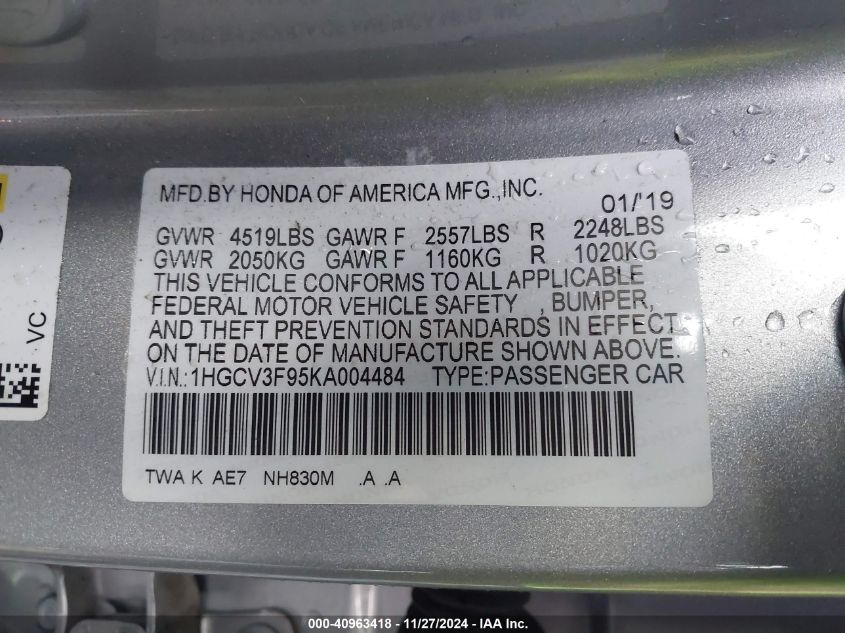 MFD.BY HONDA OF AMERICA MFG.,INC. 01/'19
GVWR 4519LBS GAWR F 2557LBS R 2248LBS
GVWR 2050KG GAWR F 1160KG R 1020KG
THIS VEHICLE CONFORMS TO ALL APPLICABLE
FEDERAL MOTOR VEHICLE SAFETY , BUMPER,
AND THEFT PREVENTION STANDARDS IN EFFECT
ON THE DATE OF MANUFACTURE SHOWN ABOVE.
V.I.N.:1HGCV3F95KA004484 TYPE:PASSENGER CAR
TWA K AE7 NH830M .A .A
VC
000-40963418 - 11/27/2024 - IAA Inc.